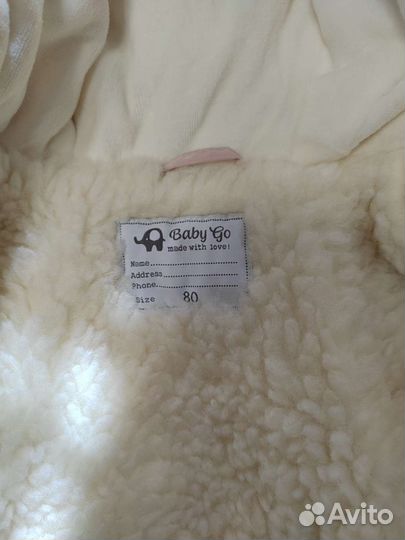 Baby Go
made with love!
Name
Address
Phone
Size 80
Avito